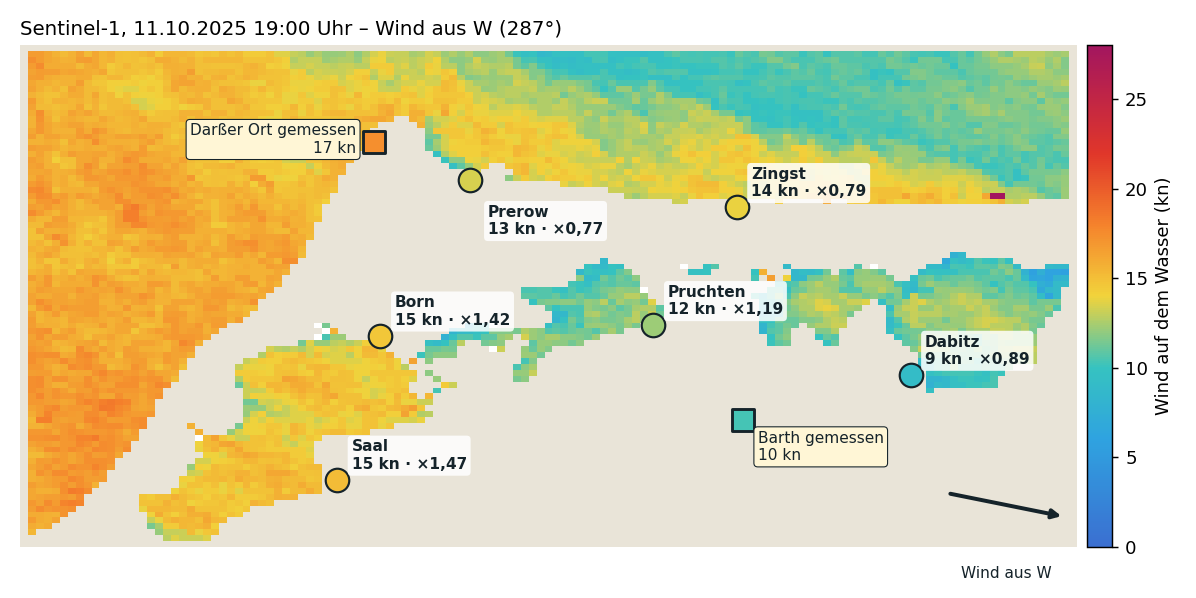 Sentinel-1, 11.10.2025 19:00 Uhr – Wind aus W (287°)
Darßer Ort gemessen
17 kn
Prerow
13 kn · ×0,77
Zingst
14 kn · ×0,79
Born
15 kn · ×1,42
Pruchten
12 kn · ×1,19
Dabitz
9 kn · ×0,89
Saal
15 kn · ×1,47
Barth gemessen
10 kn
Wind aus W
25
20
15
10
5
0
Wind auf dem Wasser (kn)